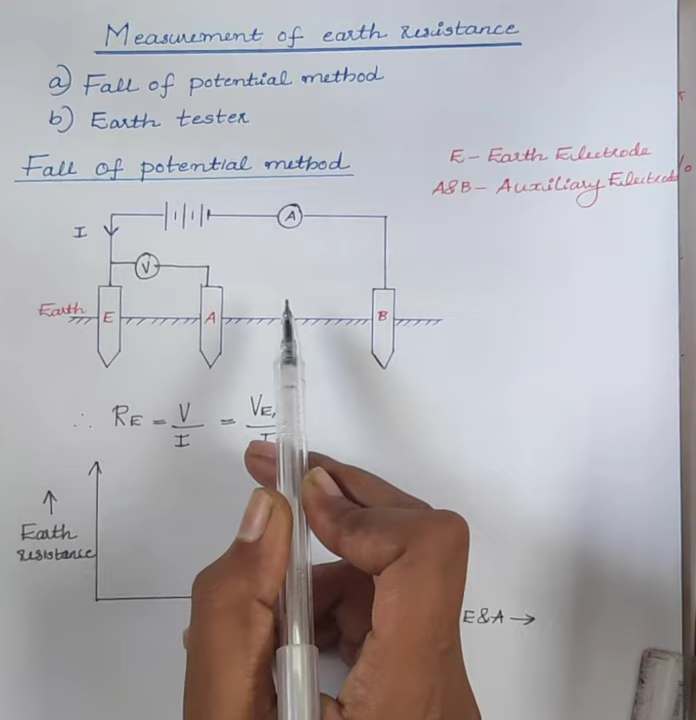 Measurement of earth resistance
a) Fall of potential method
b) Earth tester
Fall of potential method
E - Earth Electrode
A&B - Auxiliary Electrode
A
I
V
Earth
E
A
B
∴ RE = V/I = VE
↑
Earth
resistance
E&A →